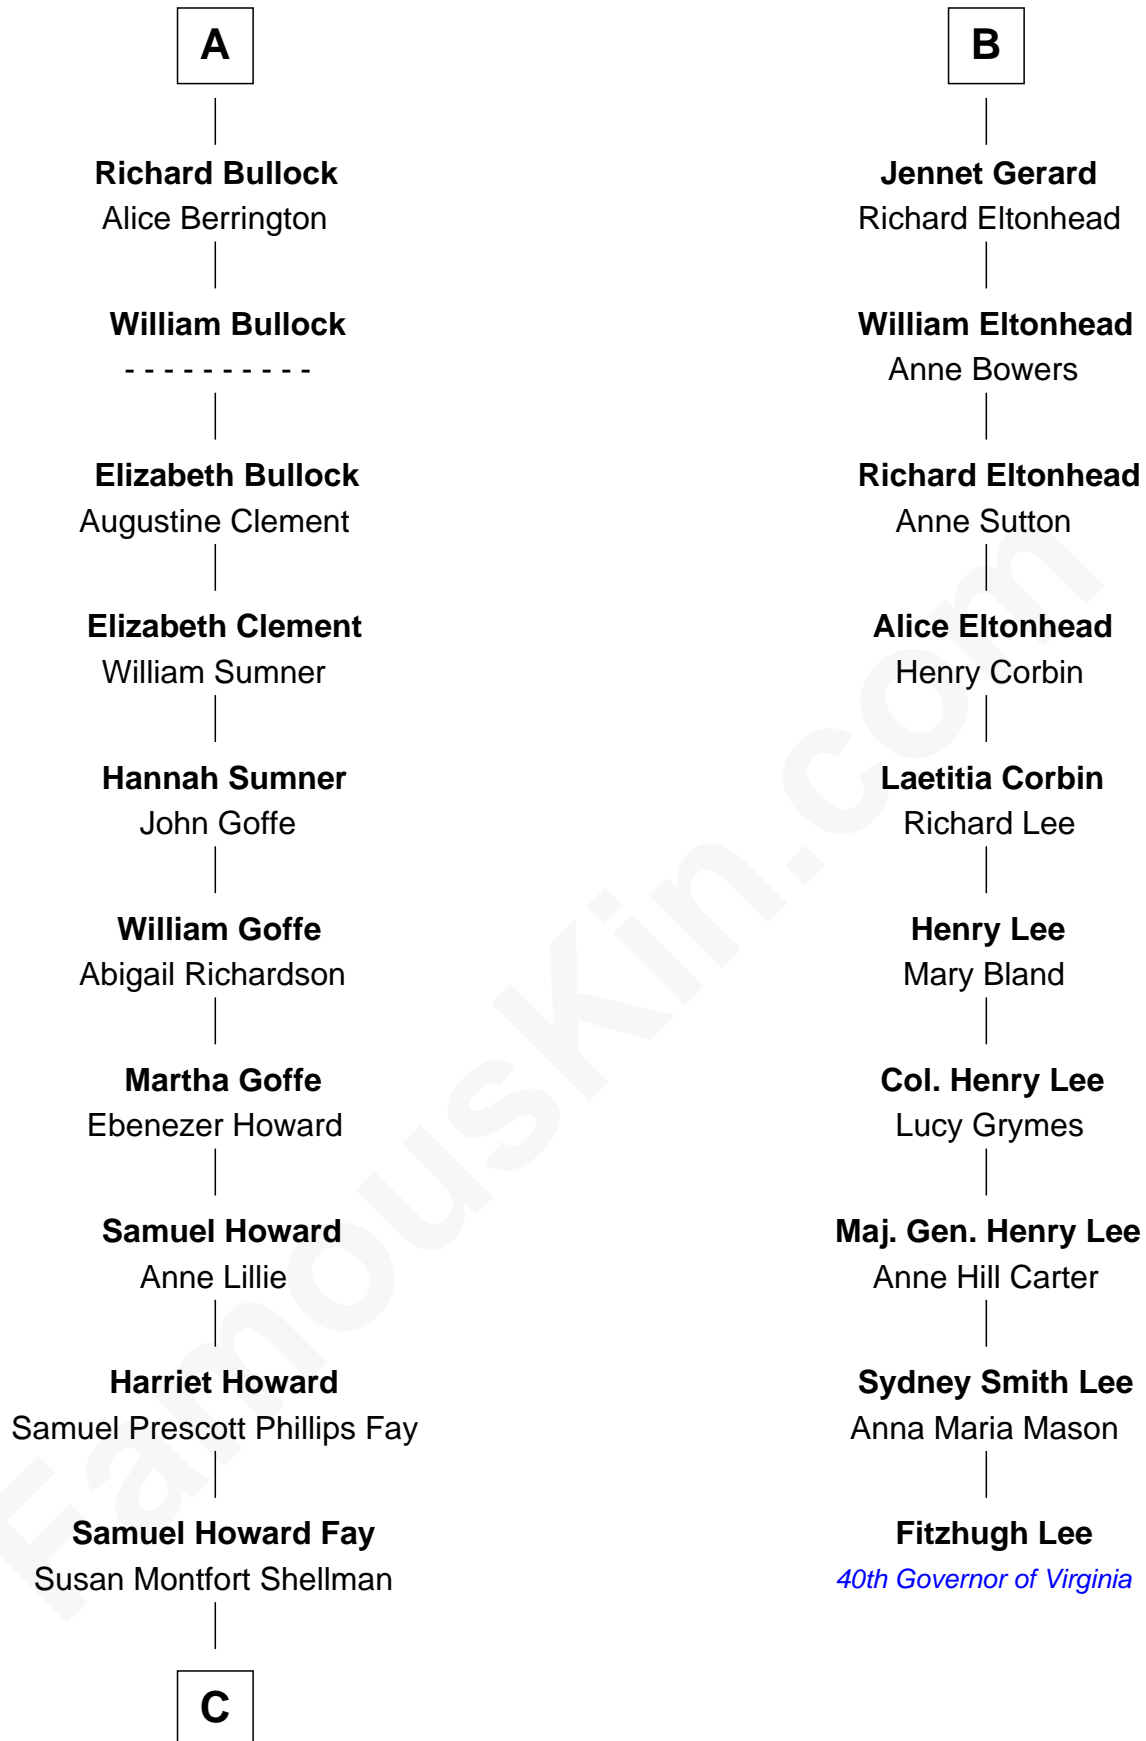 A
Richard Bullock
Alice Berrington
William Bullock
- - - - - - - - - -
Elizabeth Bullock
Augustine Clement
Elizabeth Clement
William Sumner
Hannah Sumner
John Goffe
William Goffe
Abigail Richardson
Martha Goffe
Ebenezer Howard
Samuel Howard
Anne Lillie
Harriet Howard
Samuel Prescott Phillips Fay
Samuel Howard Fay
Susan Montfort Shellman
C
B
Jennet Gerard
Richard Eltonhead
William Eltonhead
Anne Bowers
Richard Eltonhead
Anne Sutton
Alice Eltonhead
Henry Corbin
Laetitia Corbin
Richard Lee
Henry Lee
Mary Bland
Col. Henry Lee
Lucy Grymes
Maj. Gen. Henry Lee
Anne Hill Carter
Sydney Smith Lee
Anna Maria Mason
Fitzhugh Lee
40th Governor of Virginia
FamousKin.com